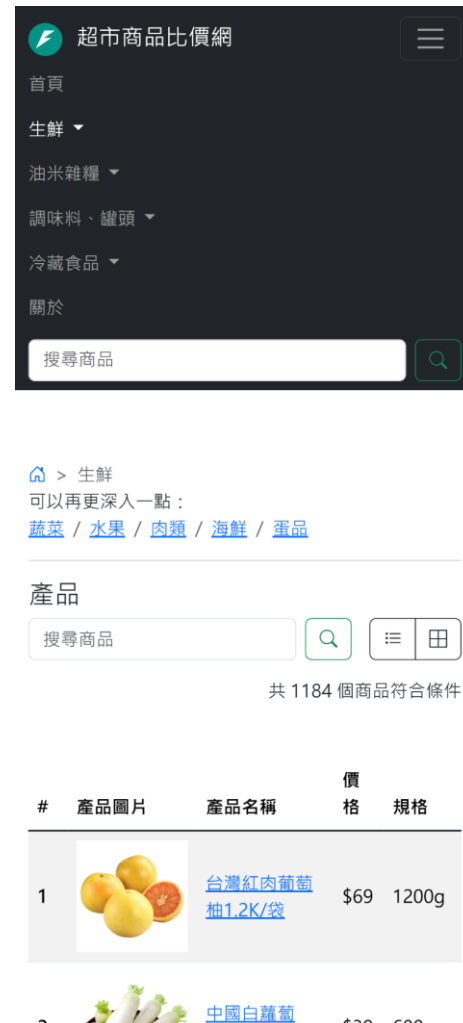 超市商品比價網
首頁
生鮮
油米雜糧
調味料、罐頭
冷藏食品
關於
搜尋商品
> 生鮮
可以再更深入一點：
蔬菜 / 水果 / 肉類 / 海鮮 / 蛋品
產品
搜尋商品
共 1184 個商品符合條件
# 產品圖片 產品名稱 價格 規格
1 台灣紅肉葡萄柚1.2K/袋 $69 1200g
中國白蘿蔔